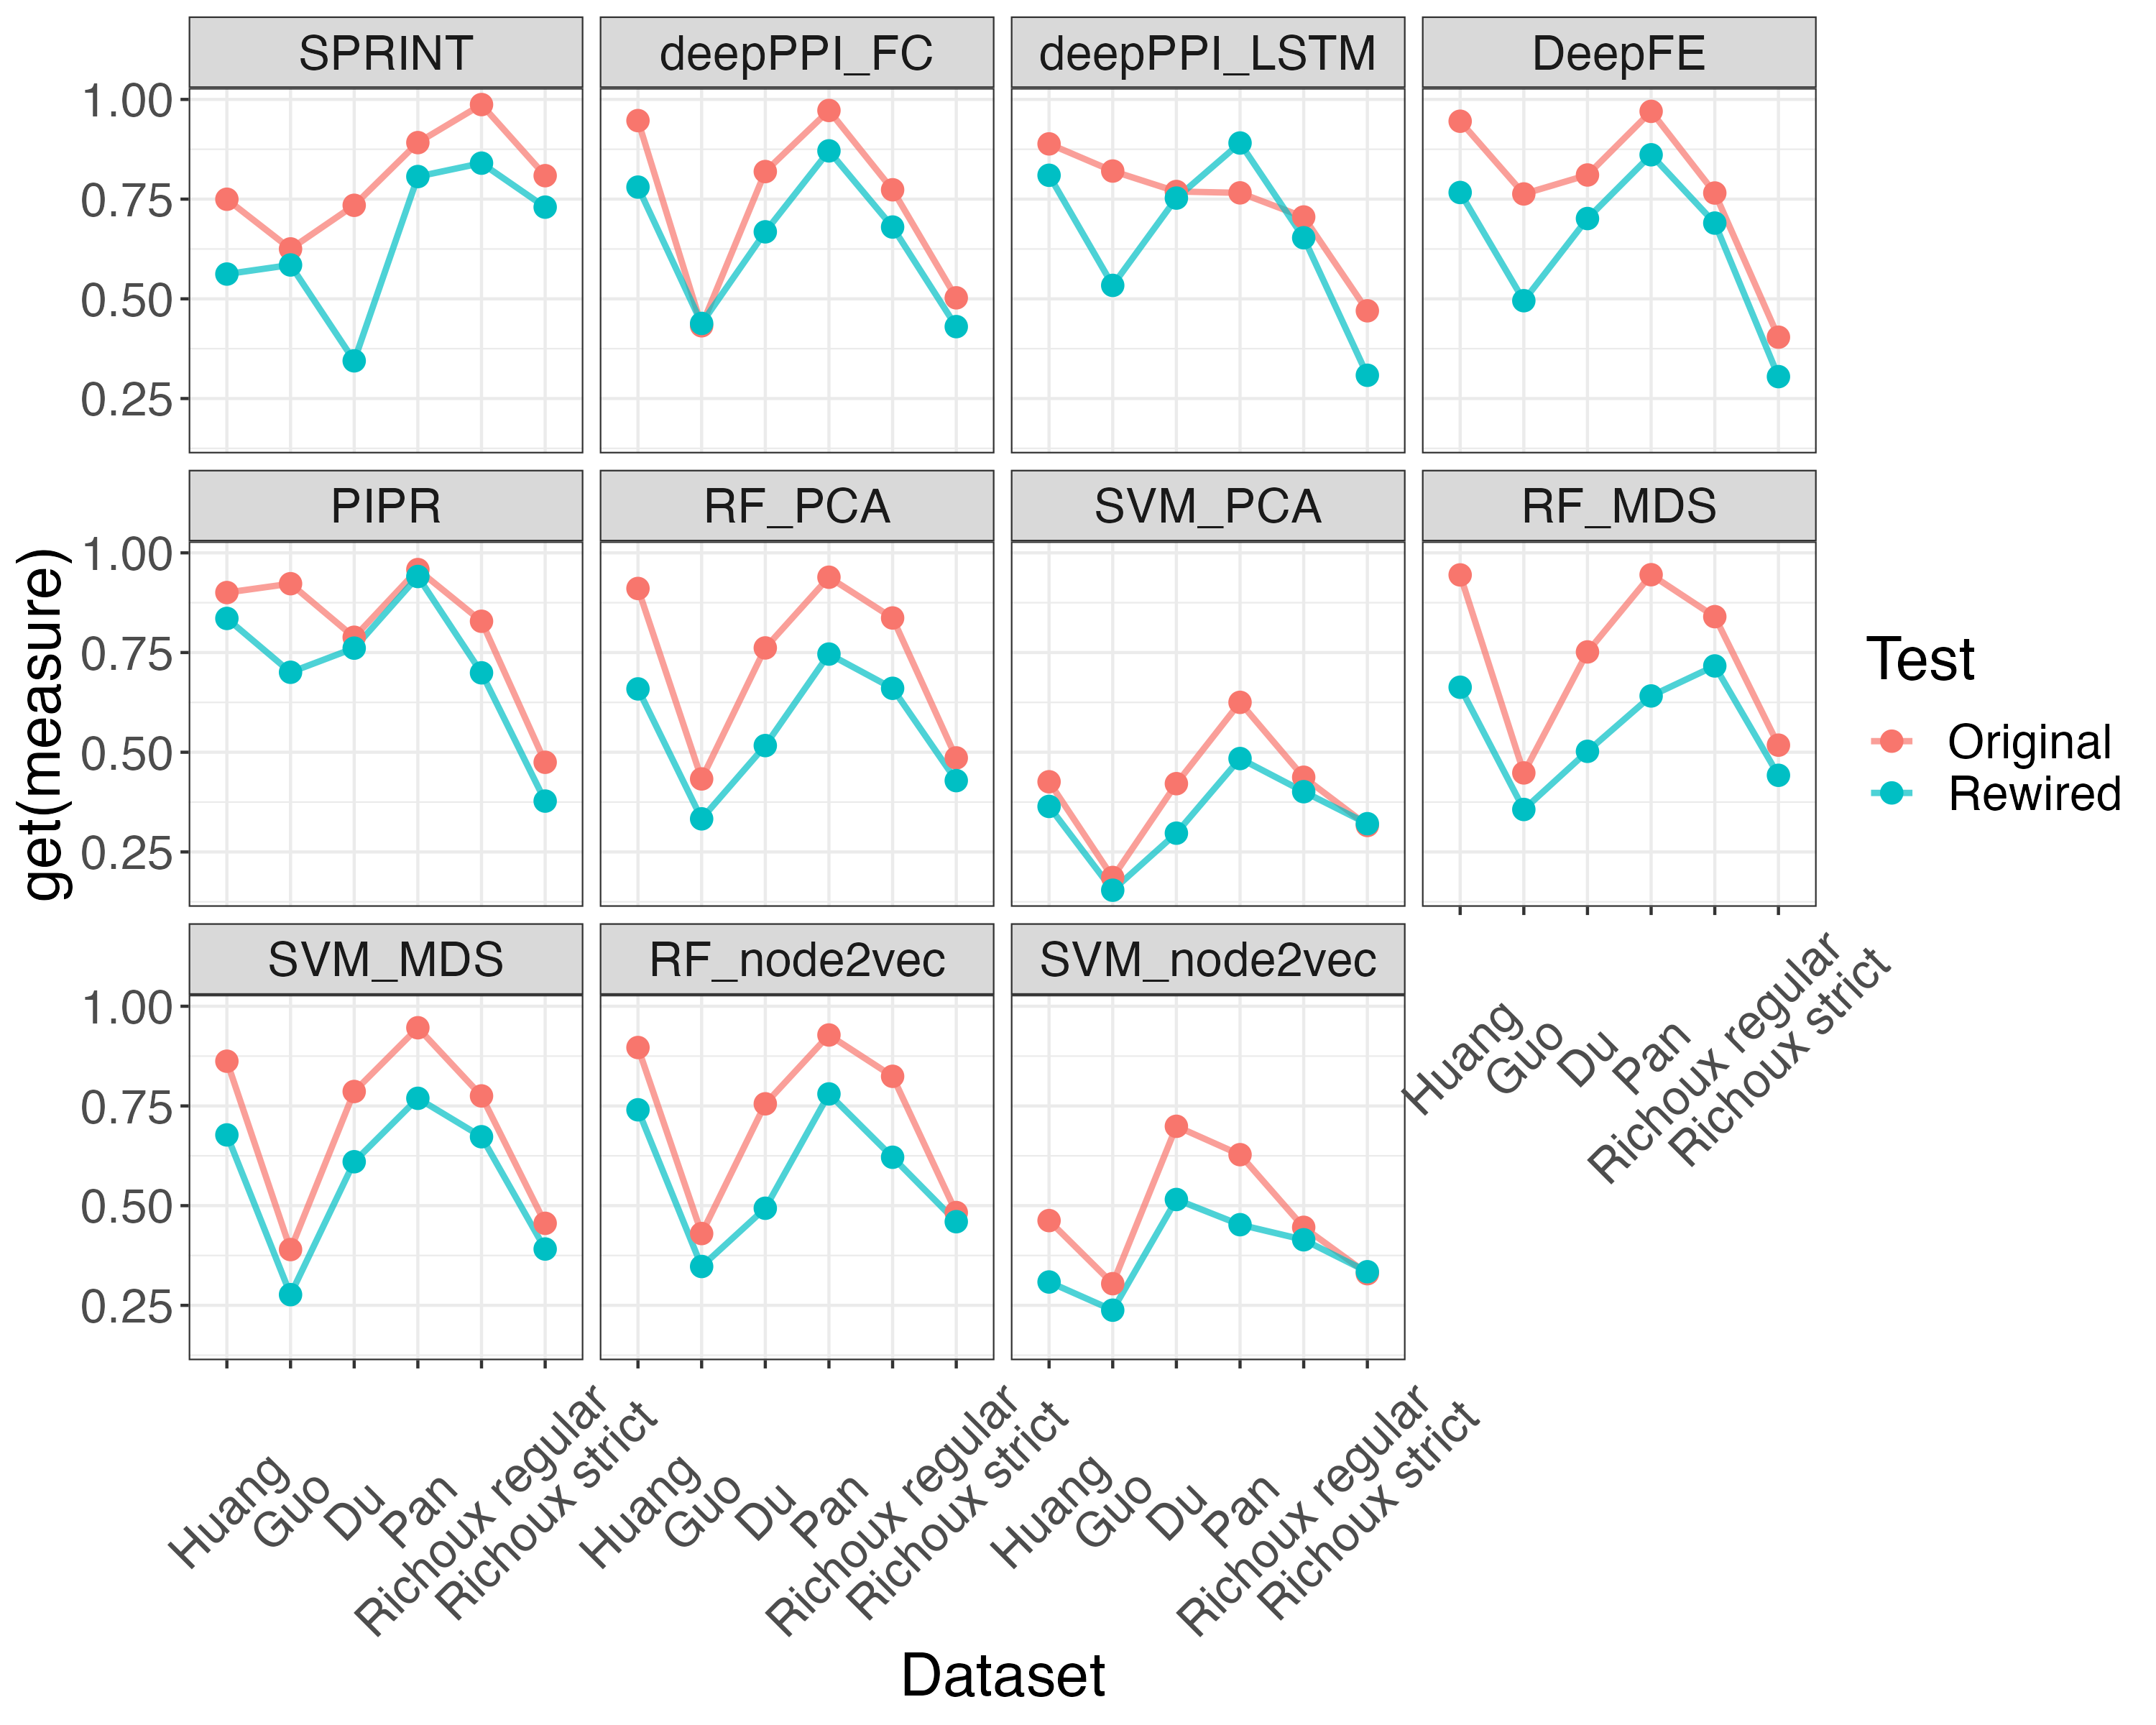 SPRINT
deepPPI_FC
deepPPI_LSTM
DeepFE
1.00
0.75
0.50
0.25
PIPR
RF_PCA
SVM_PCA
RF_MDS
1.00
0.75
0.50
0.25
get(measure)
Test
Original
Rewired
Huang
Guo
Du
Pan
Richoux regular
Richoux strict
SVM_MDS
RF_node2vec
SVM_node2vec
1.00
0.75
0.50
0.25
Huang
Guo
Du
Pan
Richoux regular
Richoux strict
Huang
Guo
Du
Pan
Richoux regular
Richoux strict
Huang
Guo
Du
Pan
Richoux regular
Richoux strict
Dataset